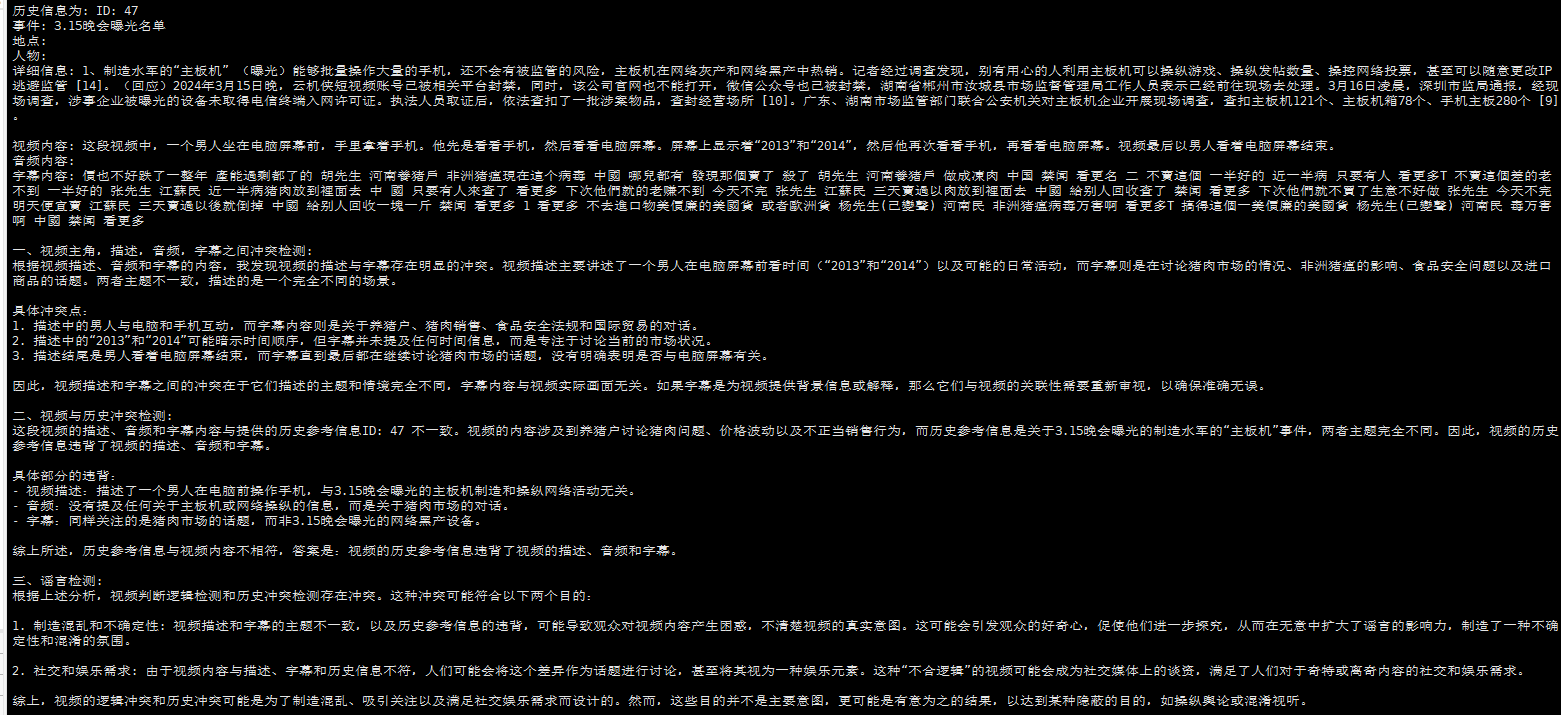 历史信息为: ID: 47
事件: 3.15晚会曝光名单
地点:
人物:
详细信息: 1、制造水军的“主板机” （曝光）能够批量操作大量的手机，还不会有被监管的风险，主板机在网络灰产和网络黑产中热销。记者经过调查发现，别有用心的人利用主板机可以操纵游戏、操纵发帖数量、操控网络投票，甚至可以随意更改IP
逃避监管 [14]。（回应）2024年3月15日晚，云机侠短视频账号已被相关平台封禁，同时，该公司官网也不能打开，微信公众号也已被封禁，湖南省郴州市汝城县市场监督管理局工作人员表示已经前往现场去处理。3月16日凌晨，深圳市监局通报，经现
场调查，涉事企业被曝光的设备未取得电信终端入网许可证。执法人员取证后，依法查扣了一批涉案物品，查封经营场所 [10]。广东、湖南市场监管部门联合公安机关对主板机企业开展现场调查，查扣主板机121个、主板机箱78个、手机主板280个 [9]
。
视频内容: 这段视频中，一个男人坐在电脑屏幕前，手里拿着手机。他先是看看手机，然后看看电脑屏幕。屏幕上显示着“2013”和“2014”，然后他再次看看手机，再看看电脑屏幕。视频最后以男人看着电脑屏幕结束。
音频内容:
字幕内容: 價也不好跌了一整年 產能過剩都了的 胡先生 河南養猪戶 非洲猪瘟現在這個病毒 中國 哪兒都有 發現那個賣了 殺了 胡先生 河南養猪戶 做成凍肉 中国 禁闻 看更名 二 不賣這個 一半好的 近一半病 只要有人 看更多T 不賣這個差的老
不到 一半好的 张先生 江蘇民 近一半病猪肉放到裡面去 中 國 只要有人來查了 看更多 下次他們就的老赚不到 今天不完 张先生 江蘇民 三天賣過以肉放到裡面去 中國 給别人回收查了 禁闻 看更多 下次他們就不買了生意不好做 张先生 今天不完
明天便宜賣 江蘇民 三天賣過以後就倒掉 中國 給别人回收一塊一斤 禁闻 看更多 1 看更多 不去進口物美價廉的美國貨 或者歐洲貨 杨先生(己變聲) 河南民 非洲猪瘟病毒万害啊 看更多T 搞得這個一美價廉的美國貨 杨先生(己變聲) 河南民 毒万害
啊 中國 禁闻 看更多
一、视频主角，描述，音频，字幕之间冲突检测:
根据视频描述、音频和字幕的内容，我发现视频的描述与字幕存在明显的冲突。视频描述主要讲述了一个男人在电脑屏幕前看时间（“2013”和“2014”）以及可能的日常活动，而字幕则是在讨论猪肉市场的情况、非洲猪瘟的影响、食品安全问题以及进口
商品的话题。两者主题不一致，描述的是一个完全不同的场景。
具体冲突点:
1. 描述中的男人与电脑和手机互动，而字幕内容则是关于养猪户、猪肉销售、食品安全法规和国际贸易的对话。
2. 描述中的“2013”和“2014”可能暗示时间顺序，但字幕并未提及任何时间信息，而是专注于讨论当前的市场状况。
3. 描述结尾是男人看着电脑屏幕结束，而字幕直到最后都在继续讨论猪肉市场的话题，没有明确表明是否与电脑屏幕有关。
因此，视频描述和字幕之间的冲突在于它们描述的主题和情境完全不同，字幕内容与视频实际画面无关。如果字幕是为视频提供背景信息或解释，那么它们与视频的关联性需要重新审视，以确保准确无误。
二、视频与历史冲突检测:
这段视频的描述、音频和字幕内容与提供的历史参考信息ID: 47 不一致。视频的内容涉及到养猪户讨论猪肉问题、价格波动以及不正当销售行为，而历史参考信息是关于3.15晚会曝光的制造水军的“主板机”事件，两者主题完全不同。因此，视频的历史
参考信息违背了视频的描述、音频和字幕。
具体部分的违背:
- 视频描述: 描述了一个男人在电脑前操作手机，与3.15晚会曝光的主板机制造和操纵网络活动无关。
- 音频: 没有提及任何关于主板机或网络操纵的信息，而是关于猪肉市场的对话。
- 字幕: 同样关注的是猪肉市场的话题，而非3.15晚会曝光的网络黑产设备。
综上所述，历史参考信息与视频内容不相符，答案是: 视频的历史参考信息违背了视频的描述、音频和字幕。
三、谣言检测:
根据上述分析，视频判断逻辑检测和历史冲突检测存在冲突。这种冲突可能符合以下两个目的:
1. 制造混乱和不确定性: 视频描述和字幕的主题不一致，以及历史参考信息的违背，可能导致观众对视频内容产生困惑，不清楚视频的真实意图。这可能会引发观众的好奇心，促使他们进一步探究，从而在无意中扩大了谣言的影响力，制造了一种不确
定性和混淆的氛围。
2. 社交和娱乐需求: 由于视频内容与描述、字幕和历史信息不符，人们可能会将这个差异作为话题进行讨论，甚至将其视为一种娱乐元素。这种“不合逻辑”的视频可能会成为社交媒体上的谈资，满足了人们对于奇特或离奇内容的社交和娱乐需求。
综上，视频的逻辑冲突和历史冲突可能是为了制造混乱、吸引关注以及满足社交娱乐需求而设计的。然而，这些目的并不是主要意图，更可能是有意为之的结果，以达到某种隐蔽的目的，如操纵舆论或混淆视听。